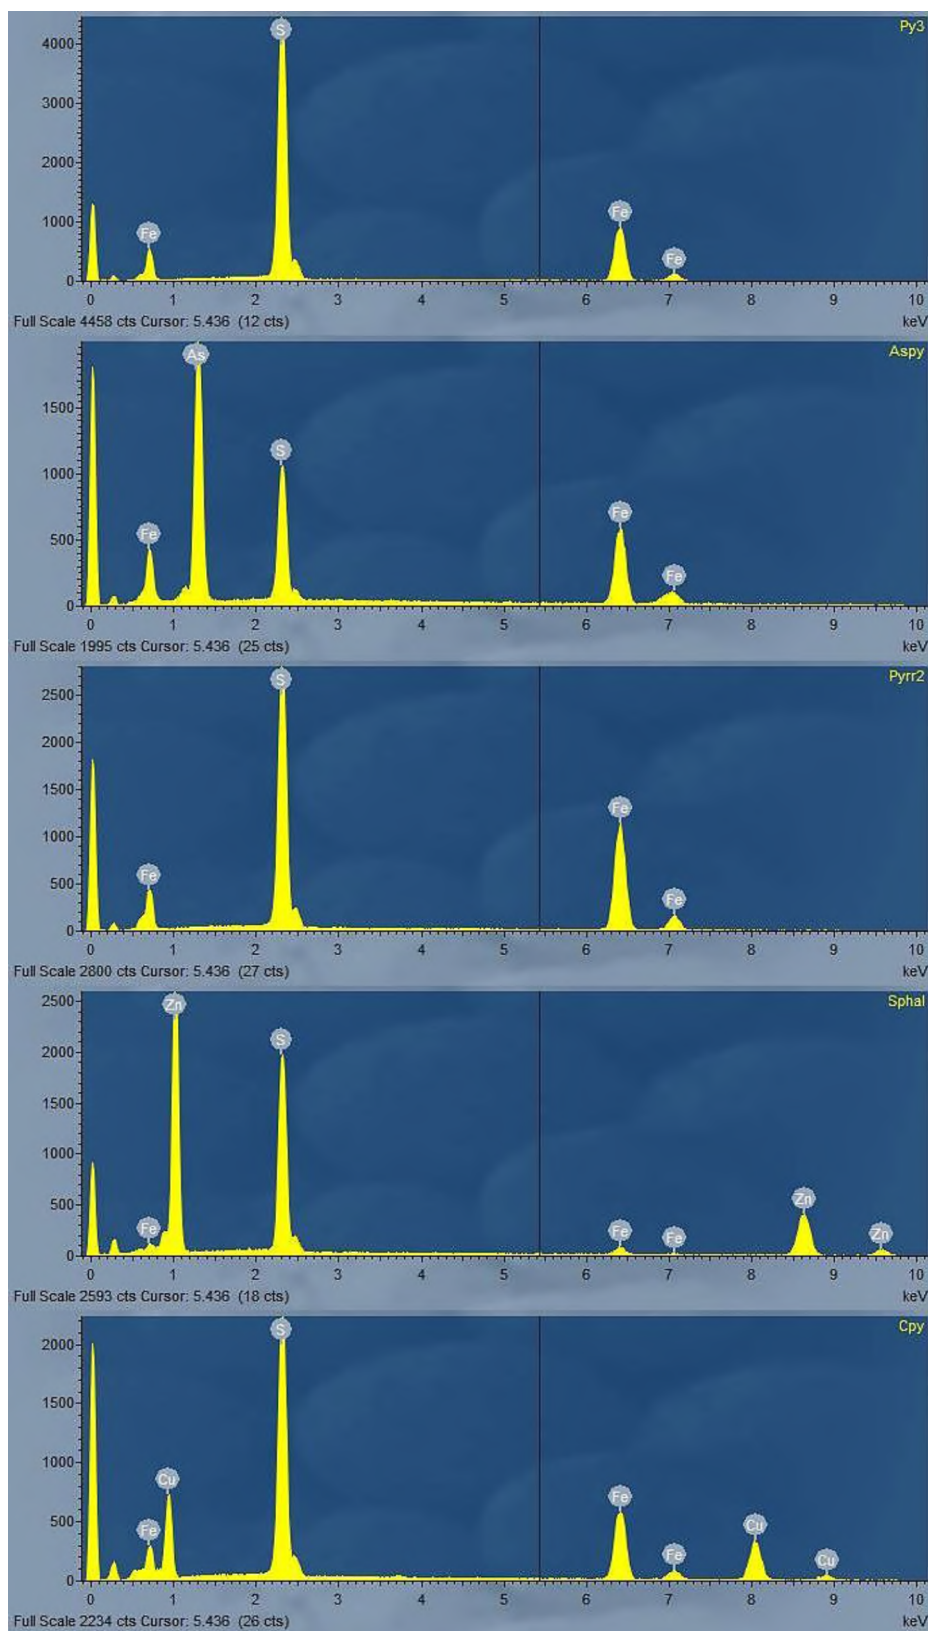 Py3
4000
3000
2000
1000
0
S
Fe
Fe
Fe
0 1 2 3 4 5 6 7 8 9 10
Full Scale 4458 cts Cursor: 5.436 (12 cts) keV
Aspy
1500
1000
500
0
As
S
Fe
Fe
Fe
0 1 2 3 4 5 6 7 8 9 10
Full Scale 1995 cts Cursor: 5.436 (25 cts) keV
Pyrr2
2500
2000
1500
1000
500
0
S
Fe
Fe
Fe
0 1 2 3 4 5 6 7 8 9 10
Full Scale 2800 cts Cursor: 5.436 (27 cts) keV
Sphal
2500
2000
1500
1000
500
0
Zn
S
Fe
Fe
Fe
Zn
Zn
0 1 2 3 4 5 6 7 8 9 10
Full Scale 2593 cts Cursor: 5.436 (18 cts) keV
Cpy
2000
1500
1000
500
0
S
Cu
Fe
Fe
Fe
Cu
Cu
0 1 2 3 4 5 6 7 8 9 10
Full Scale 2234 cts Cursor: 5.436 (26 cts) keV